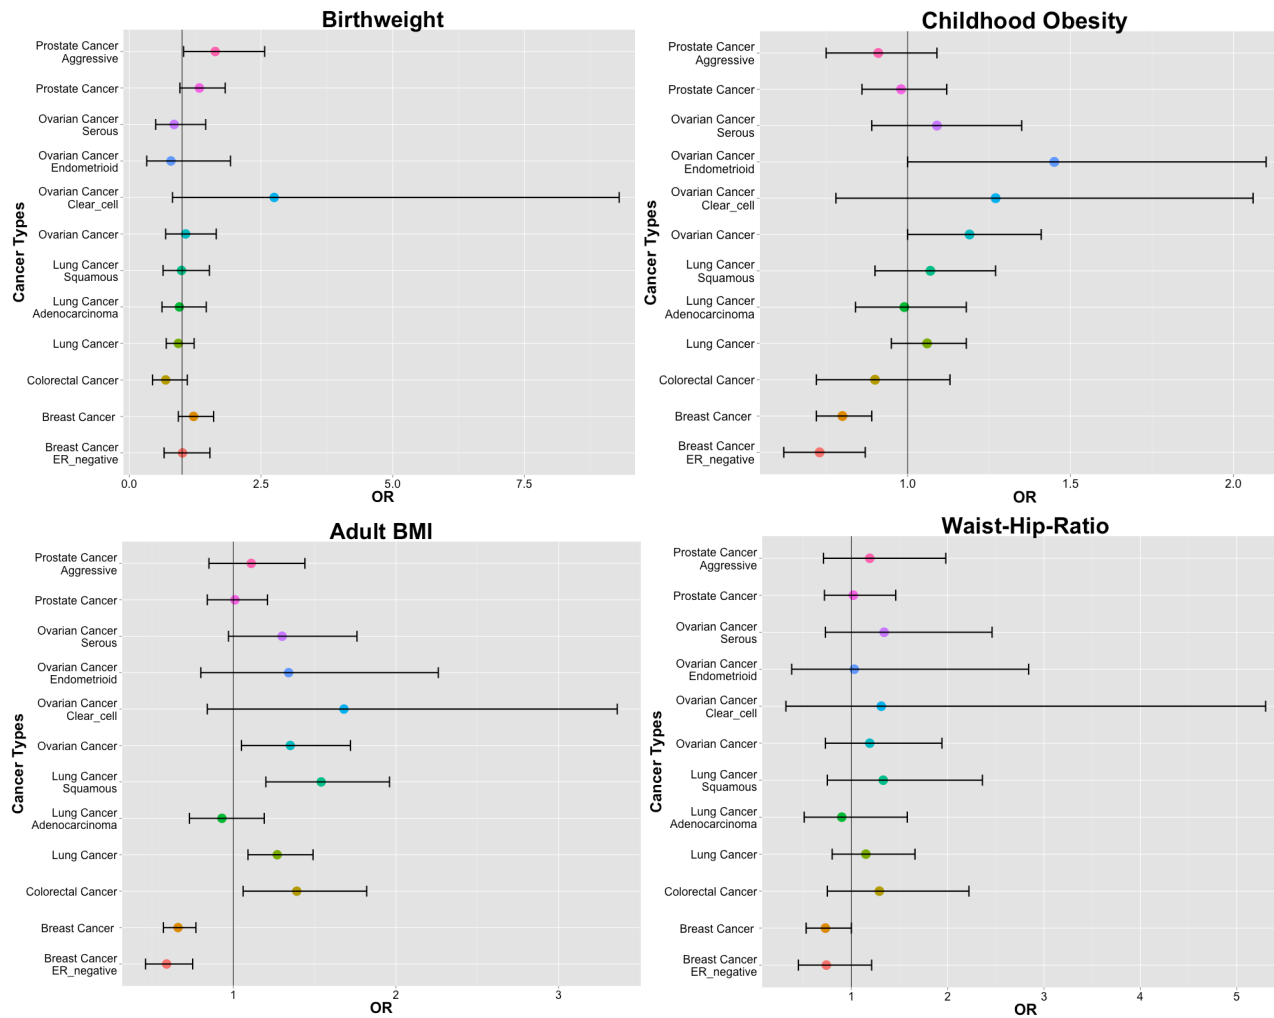 Birthweight
Cancer Types
Prostate Cancer
Aggressive
Prostate Cancer
Ovarian Cancer
Serous
Ovarian Cancer
Endometrioid
Ovarian Cancer
Clear_cell
Ovarian Cancer
Lung Cancer
Squamous
Lung Cancer
Adenocarcinoma
Lung Cancer
Colorectal Cancer
Breast Cancer
Breast Cancer
ER_negative
0.0 2.5 5.0 7.5
OR
Childhood Obesity
Cancer Types
Prostate Cancer
Aggressive
Prostate Cancer
Ovarian Cancer
Serous
Ovarian Cancer
Endometrioid
Ovarian Cancer
Clear_cell
Ovarian Cancer
Lung Cancer
Squamous
Lung Cancer
Adenocarcinoma
Lung Cancer
Colorectal Cancer
Breast Cancer
Breast Cancer
ER_negative
1.0 1.5 2.0
OR
Adult BMI
Cancer Types
Prostate Cancer
Aggressive
Prostate Cancer
Ovarian Cancer
Serous
Ovarian Cancer
Endometrioid
Ovarian Cancer
Clear_cell
Ovarian Cancer
Lung Cancer
Squamous
Lung Cancer
Adenocarcinoma
Lung Cancer
Colorectal Cancer
Breast Cancer
Breast Cancer
ER_negative
1 2 3
OR
Waist-Hip-Ratio
Cancer Types
Prostate Cancer
Aggressive
Prostate Cancer
Ovarian Cancer
Serous
Ovarian Cancer
Endometrioid
Ovarian Cancer
Clear_cell
Ovarian Cancer
Lung Cancer
Squamous
Lung Cancer
Adenocarcinoma
Lung Cancer
Colorectal Cancer
Breast Cancer
Breast Cancer
ER_negative
1 2 3 4 5
OR